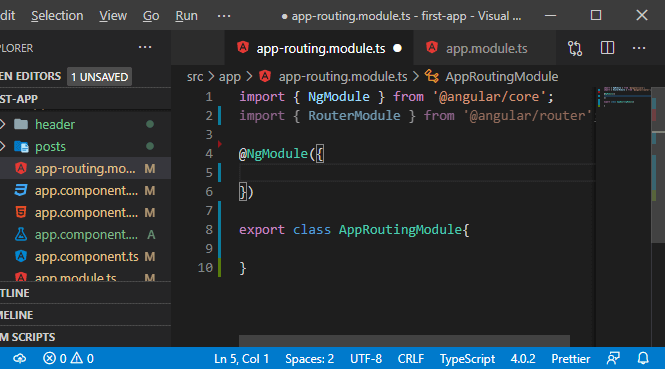 dit Selection View Go Run ··· ● app-routing.module.ts - first-app - Visual ...
PLORER ···
app-routing.module.ts ●
app.module.ts
EN EDITORS 1 UNSAVED
ST-APP
header
posts
app-routing.mo... M
app.component.... M
app.component.... M
app.component.... A
app.component.ts M
app.module.ts M
TLINE
MELINE
M SCRIPTS
src > app > app-routing.module.ts > AppRoutingModule
1 import { NgModule } from '@angular/core';
2 import { RouterModule } from '@angular/router'
3
4 @NgModule({
5
6 })
7
8 export class AppRoutingModule{
9
10 }
0 0 Ln 5, Col 1 Spaces: 2 UTF-8 CRLF TypeScript 4.0.2 Prettier